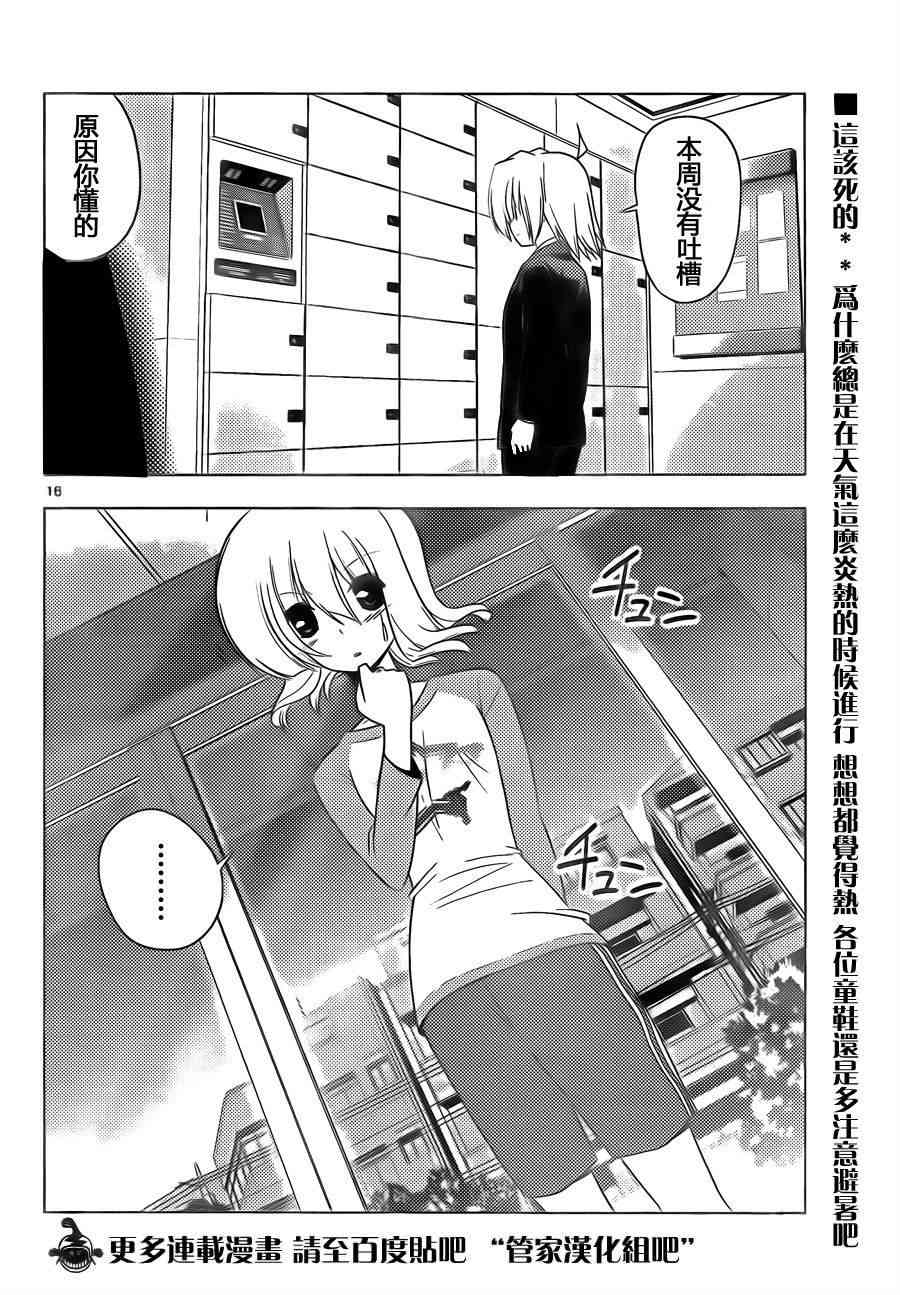 本周没有吐槽
原因你懂的
16
チュン
チュン
………
■ 這該死的** 爲什麼總是在天氣這麼炎熱的時候進行 想想都覺得熱 各位童鞋還是多注意避暑吧
更多連載漫畫 請至百度貼吧 “管家漢化組吧”